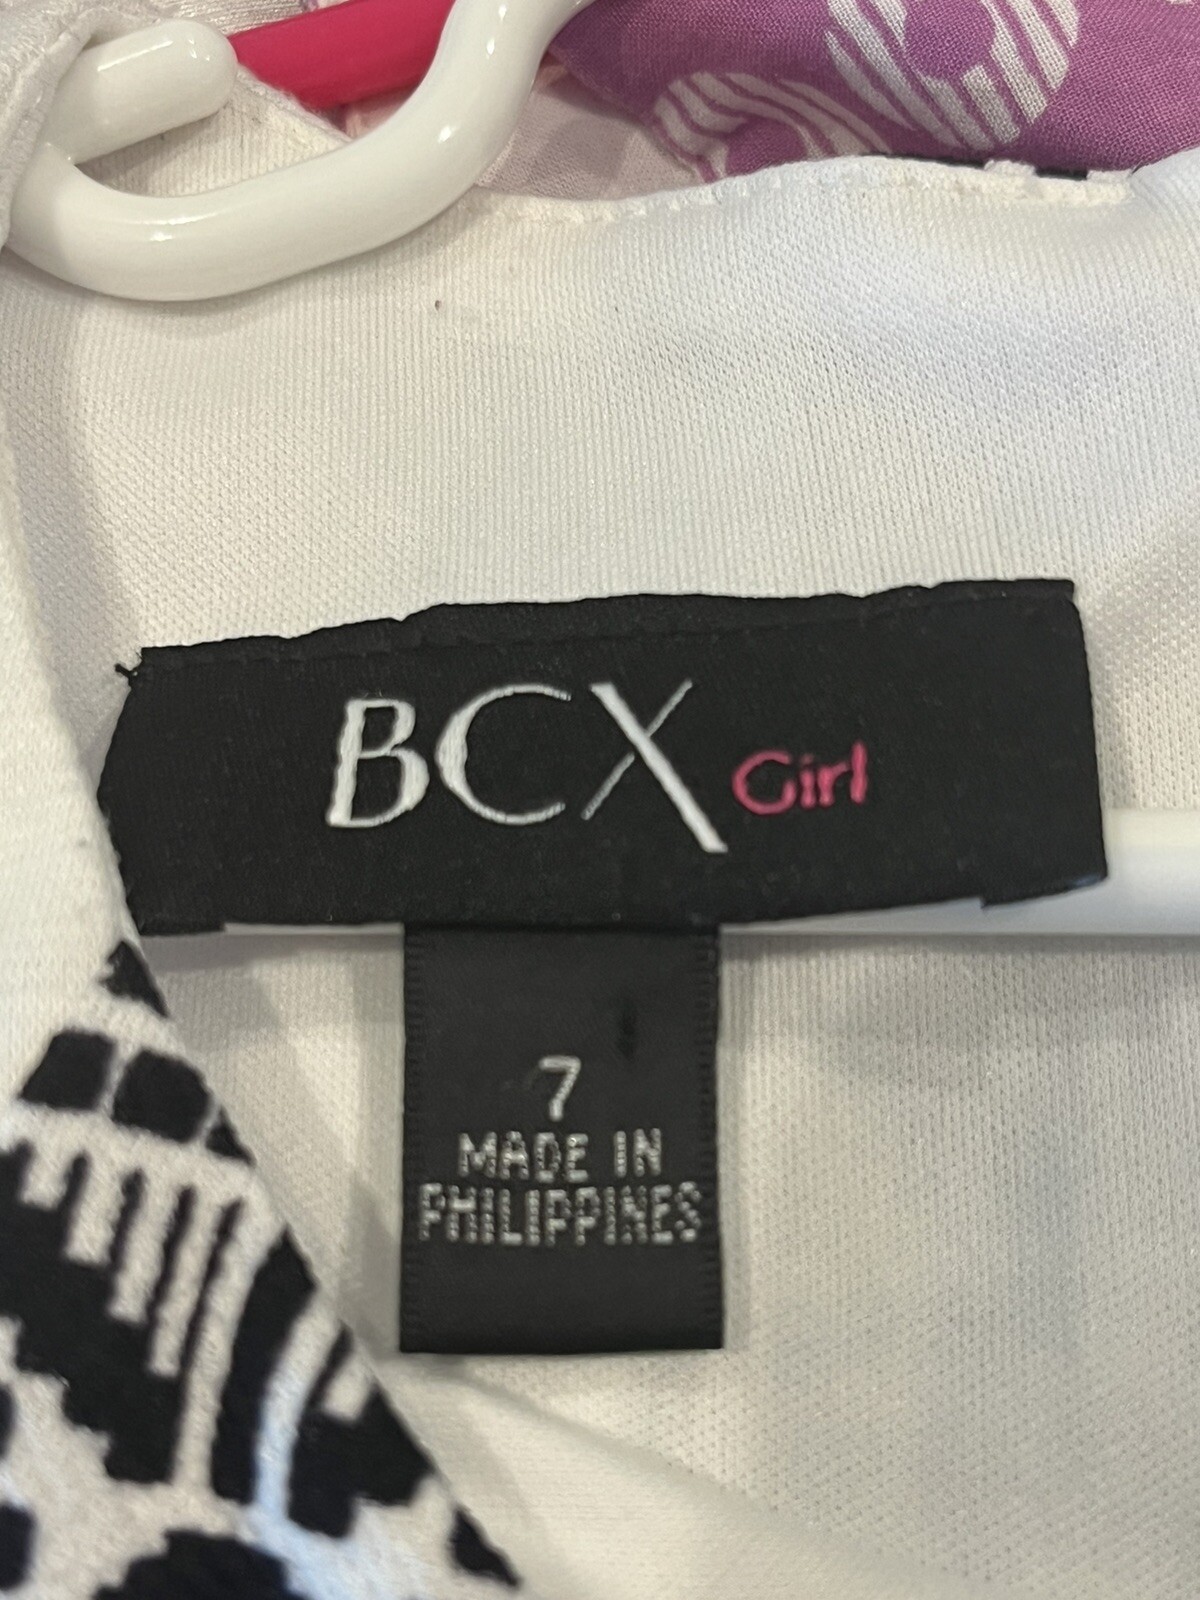 BCX Girl
7
MADE IN
PHILIPPINES